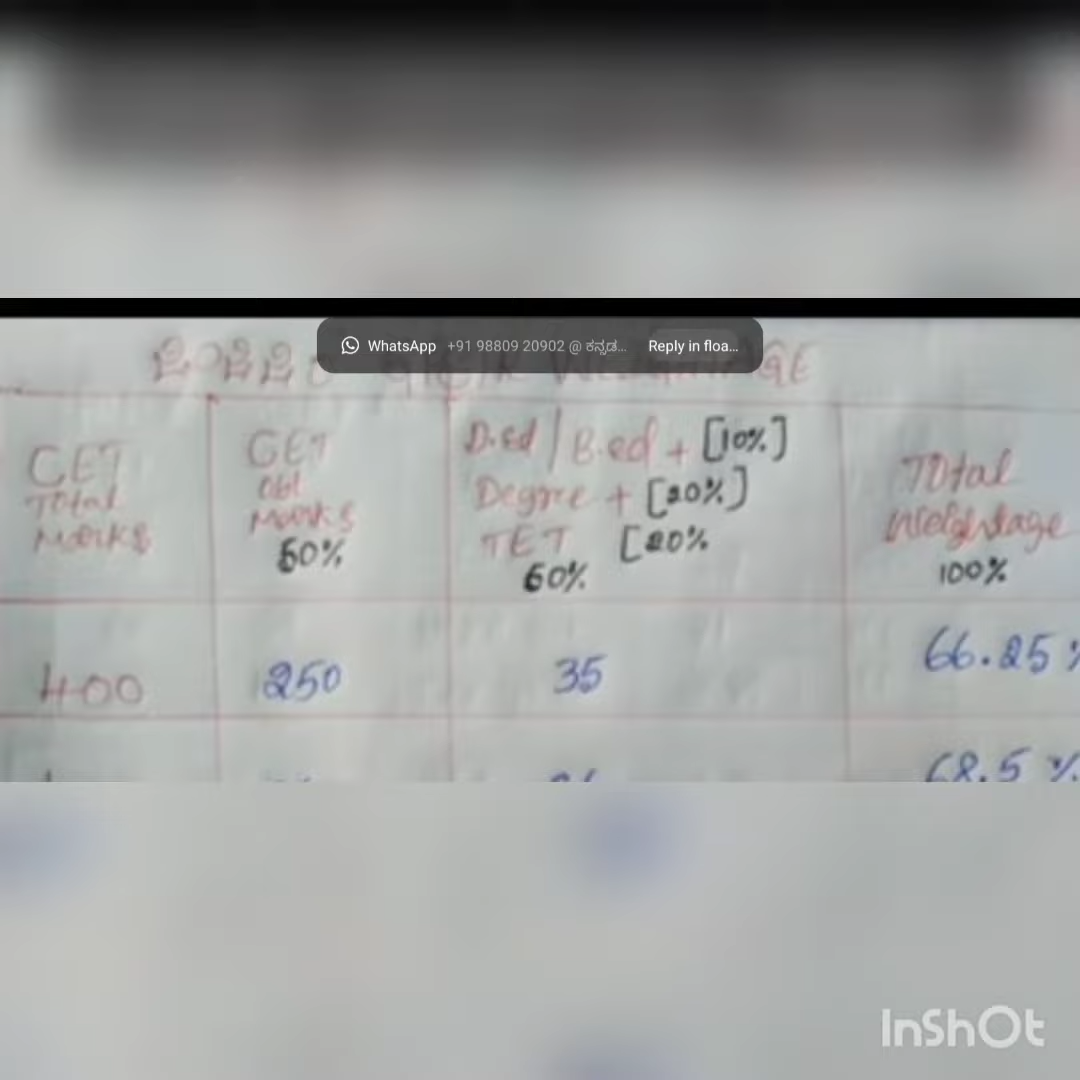 WhatsApp +91 98809 20902 @ ಕನ್ನಡ... Reply in floa...
CET
Total
Marks
CET
Obt
Marks
50%
D.ed / B.ed + [10%]
Degree + [20%]
TET [20%
50%
Total
Weightage
100%
400 250 35 66.25 %
68.5 %
InShOt